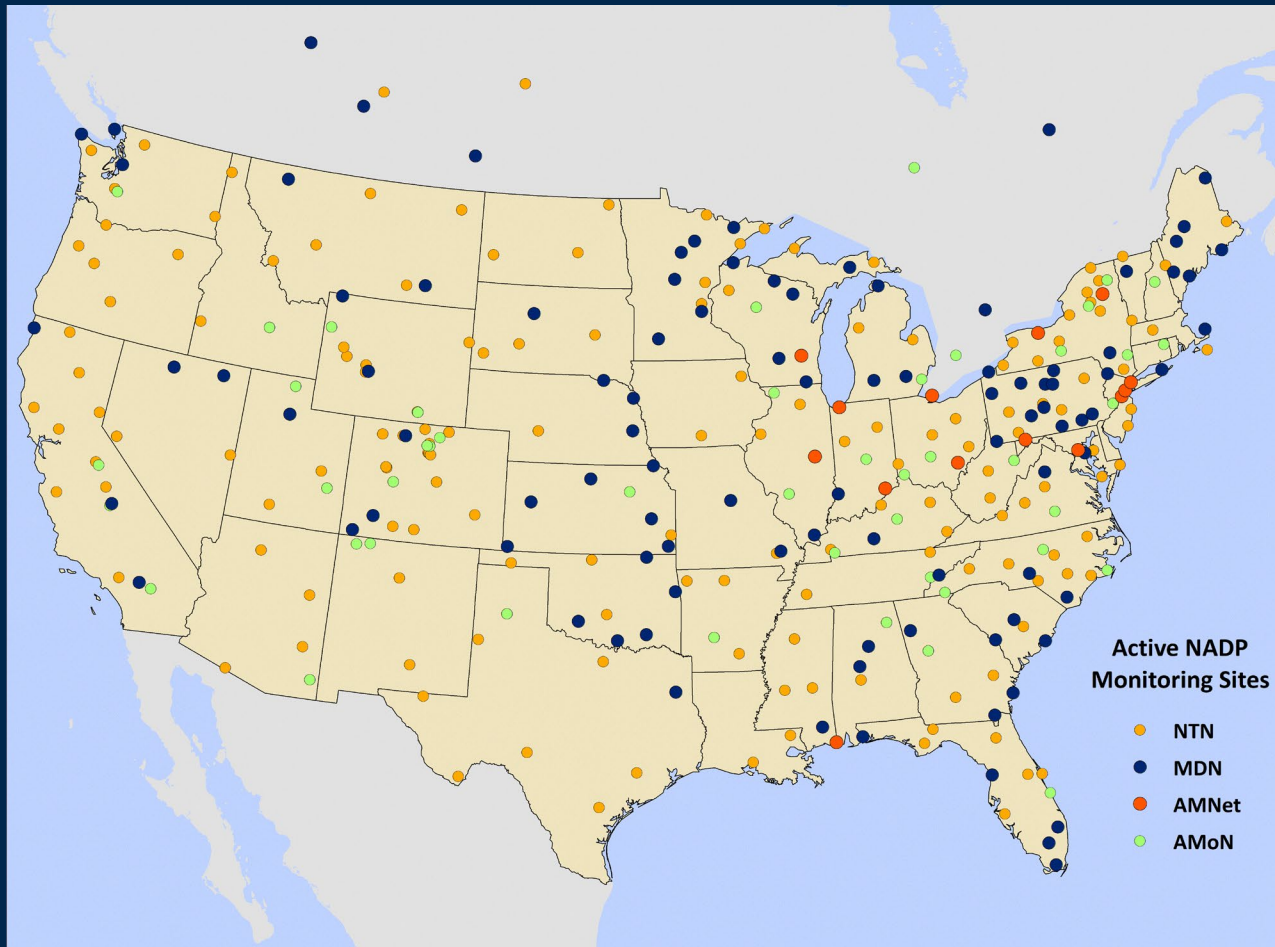 Active NADP
Monitoring Sites
NTN
MDN
AMNet
AMoN